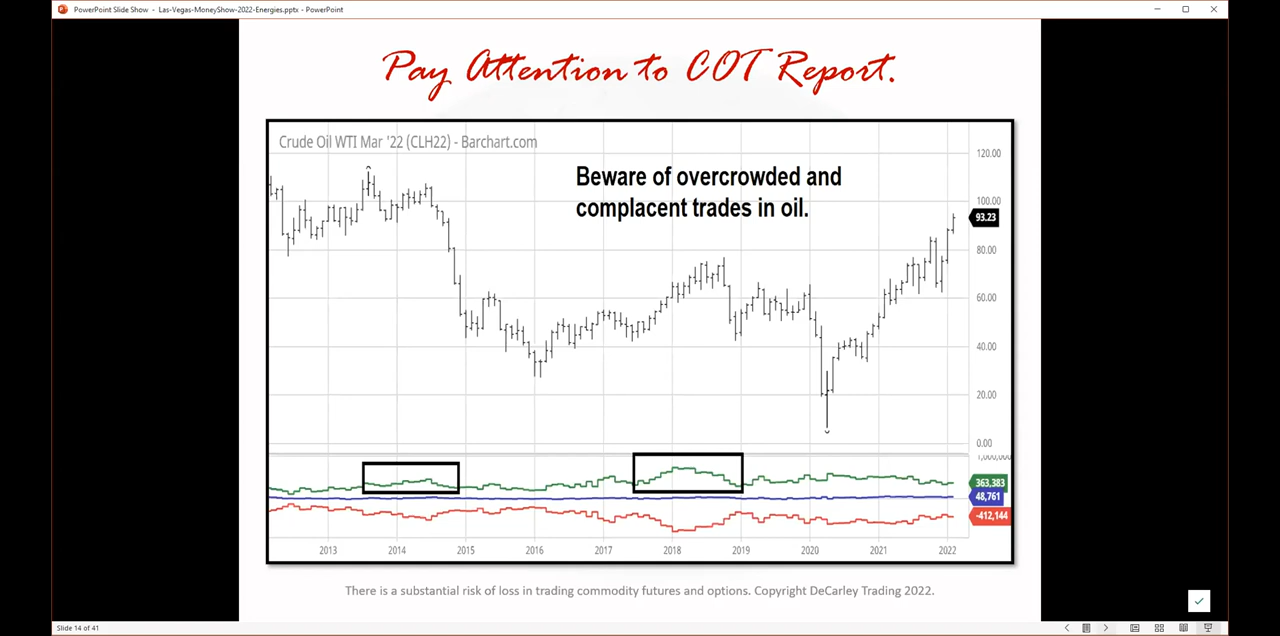 PowerPoint Slide Show - Las-Vegas-MoneyShow-2022-Energies.pptx - PowerPoint
Pay Attention to COT Report.
Crude Oil WTI Mar '22 (CLH22) - Barchart.com
Beware of overcrowded and
complacent trades in oil.
120.00
100.00
93.23
80.00
60.00
40.00
20.00
0.00
1,000,000
363,383
48,761
-412,144
2013 2014 2015 2016 2017 2018 2019 2020 2021 2022
There is a substantial risk of loss in trading commodity futures and options. Copyright DeCarley Trading 2022.
Slide 14 of 41